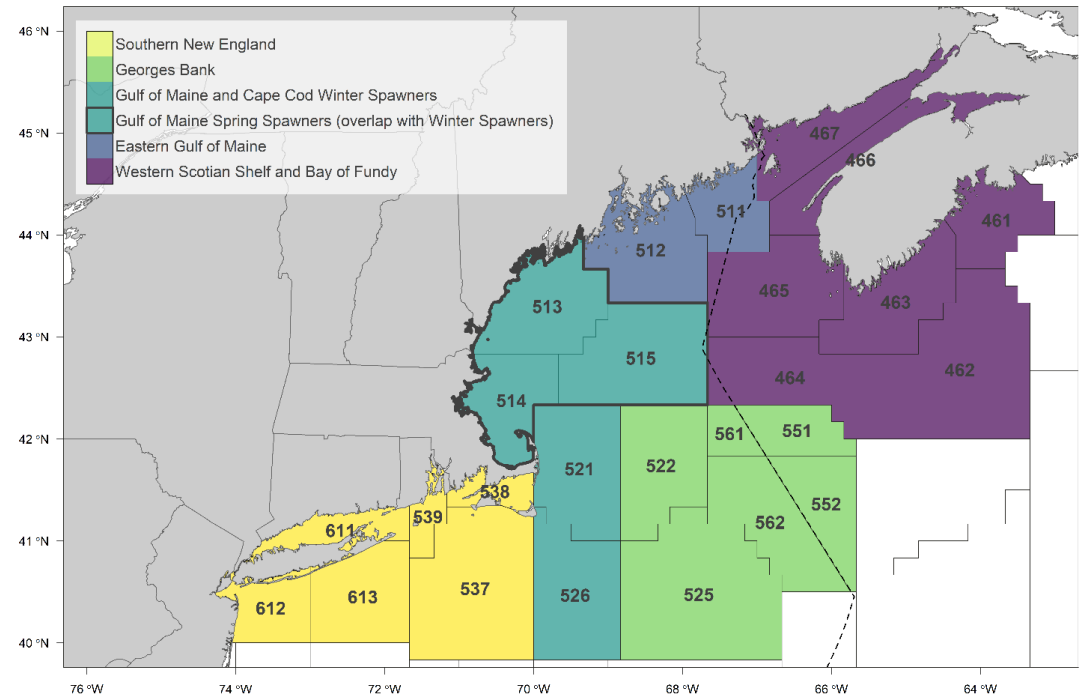 46 °N
45 °N
44 °N
43 °N
42 °N
41 °N
40 °N
Southern New England
Georges Bank
Gulf of Maine and Cape Cod Winter Spawners
Gulf of Maine Spring Spawners (overlap with Winter Spawners)
Eastern Gulf of Maine
Western Scotian Shelf and Bay of Fundy
467
466
511
461
512
465
463
513
515
464
462
514
561
551
521
522
538
552
539
562
611
537
526
525
613
612
76 °W
74 °W
72 °W
70 °W
68 °W
66 °W
64 °W